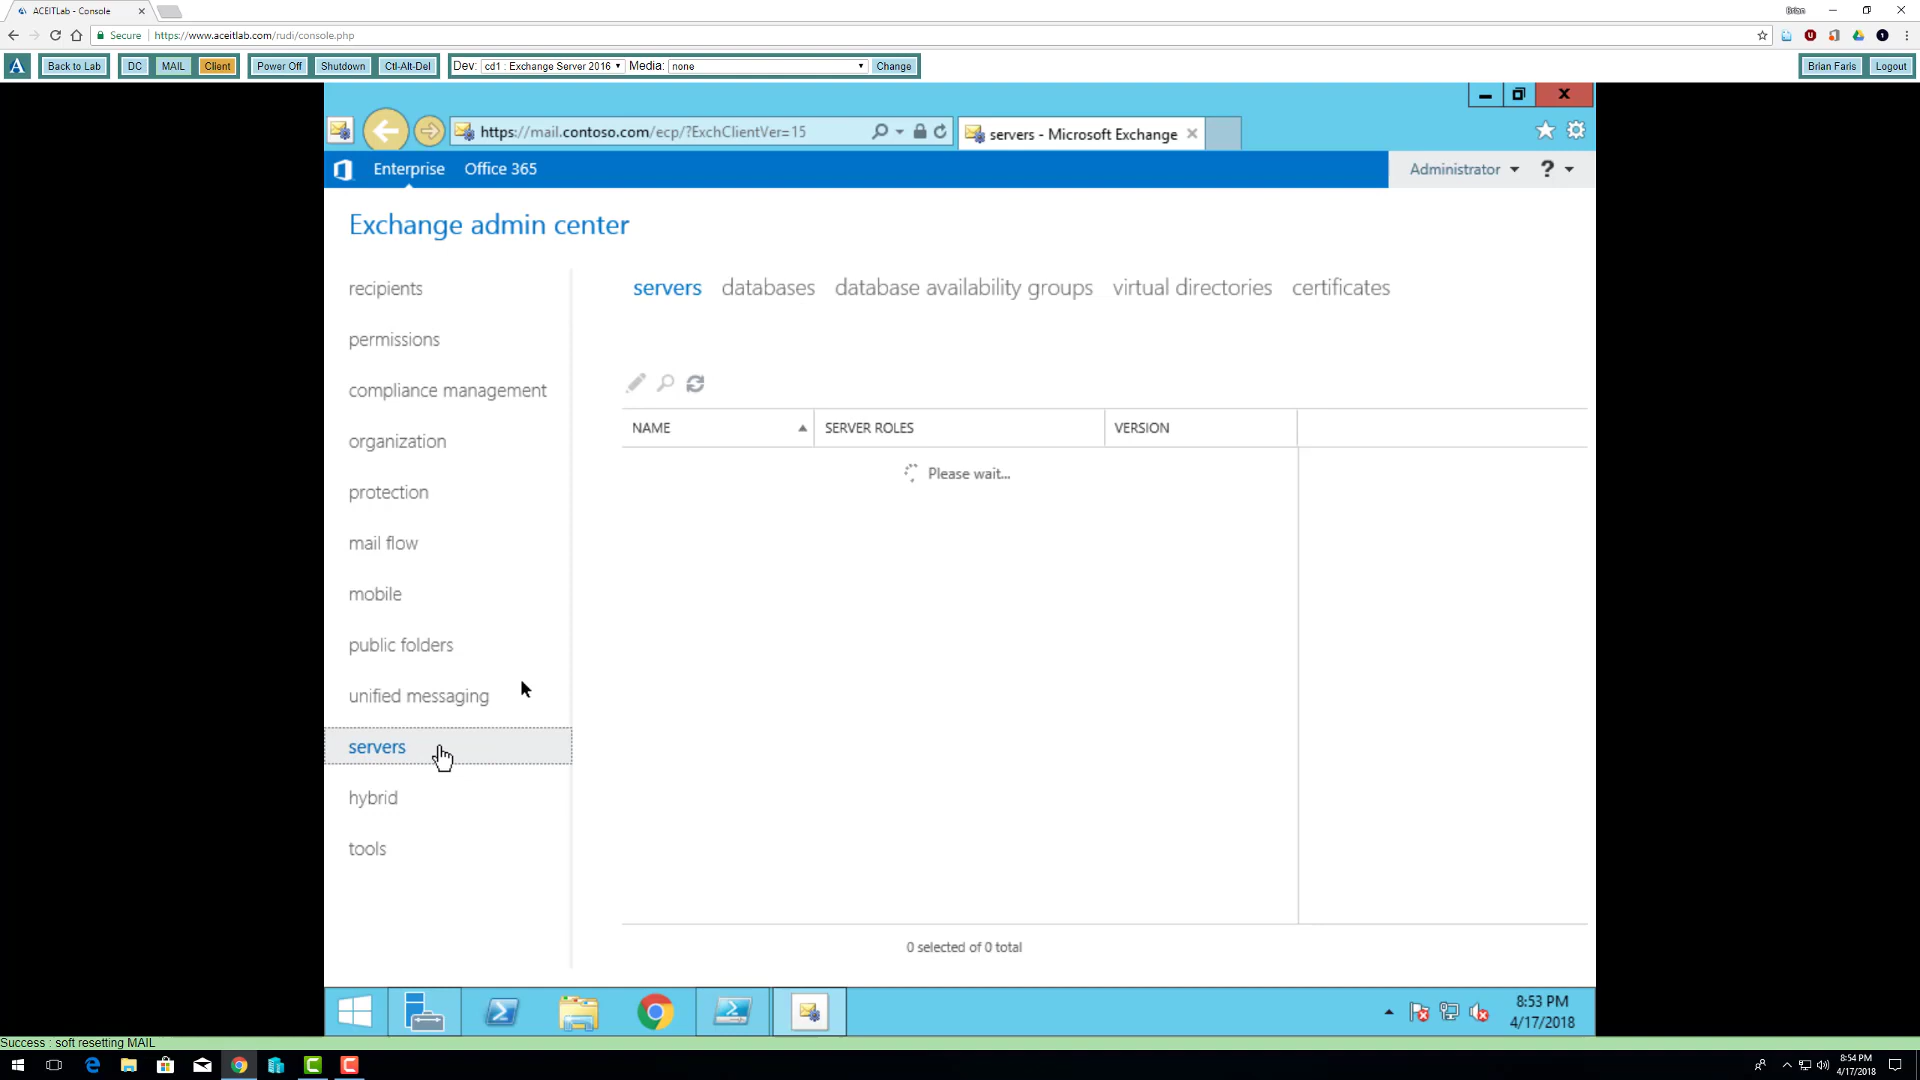 ACEITLab - Console
Brian
Secure https://www.aceitlab.com/rudi/console.php
Back to Lab DC MAIL Client Power Off Shutdown Ctl-Alt-Del Dev: cd1 : Exchange Server 2016 Media: none Change Brian Faris Logout
https://mail.contoso.com/ecp/?ExchClientVer=15 servers - Microsoft Exchange
Enterprise Office 365 Administrator ?
Exchange admin center
recipients
permissions
compliance management
organization
protection
mail flow
mobile
public folders
unified messaging
servers
hybrid
tools
servers databases database availability groups virtual directories certificates
NAME SERVER ROLES VERSION
Please wait...
0 selected of 0 total
8:53 PM
4/17/2018
Success : soft resetting MAIL
8:54 PM
4/17/2018